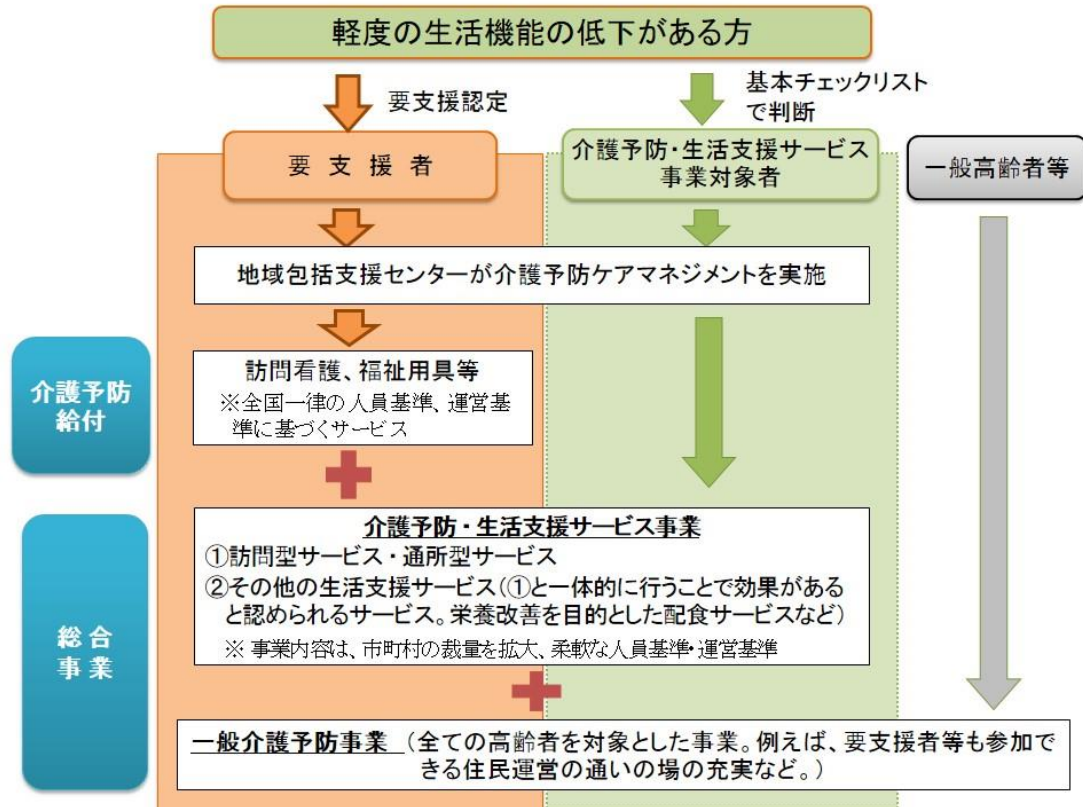 軽度の生活機能の低下がある方
要支援認定
基本チェックリスト
で判断
要 支 援 者
介護予防・生活支援サービス
事業対象者
一般高齢者等
地域包括支援センターが介護予防ケアマネジメントを実施
介護予防
給付
訪問看護、福祉用具等
※全国一律の人員基準、運営基
準に基づくサービス
総 合
事 業
介護予防・生活支援サービス事業
①訪問型サービス・通所型サービス
②その他の生活支援サービス(①と一体的に行うことで効果がある
と認められるサービス。栄養改善を目的とした配食サービスなど)
※ 事業内容は、市町村の裁量を拡大、柔軟な人員基準・運営基準
一般介護予防事業 (全ての高齢者を対象とした事業。例えば、要支援者等も参加で
きる住民運営の通いの場の充実など。)